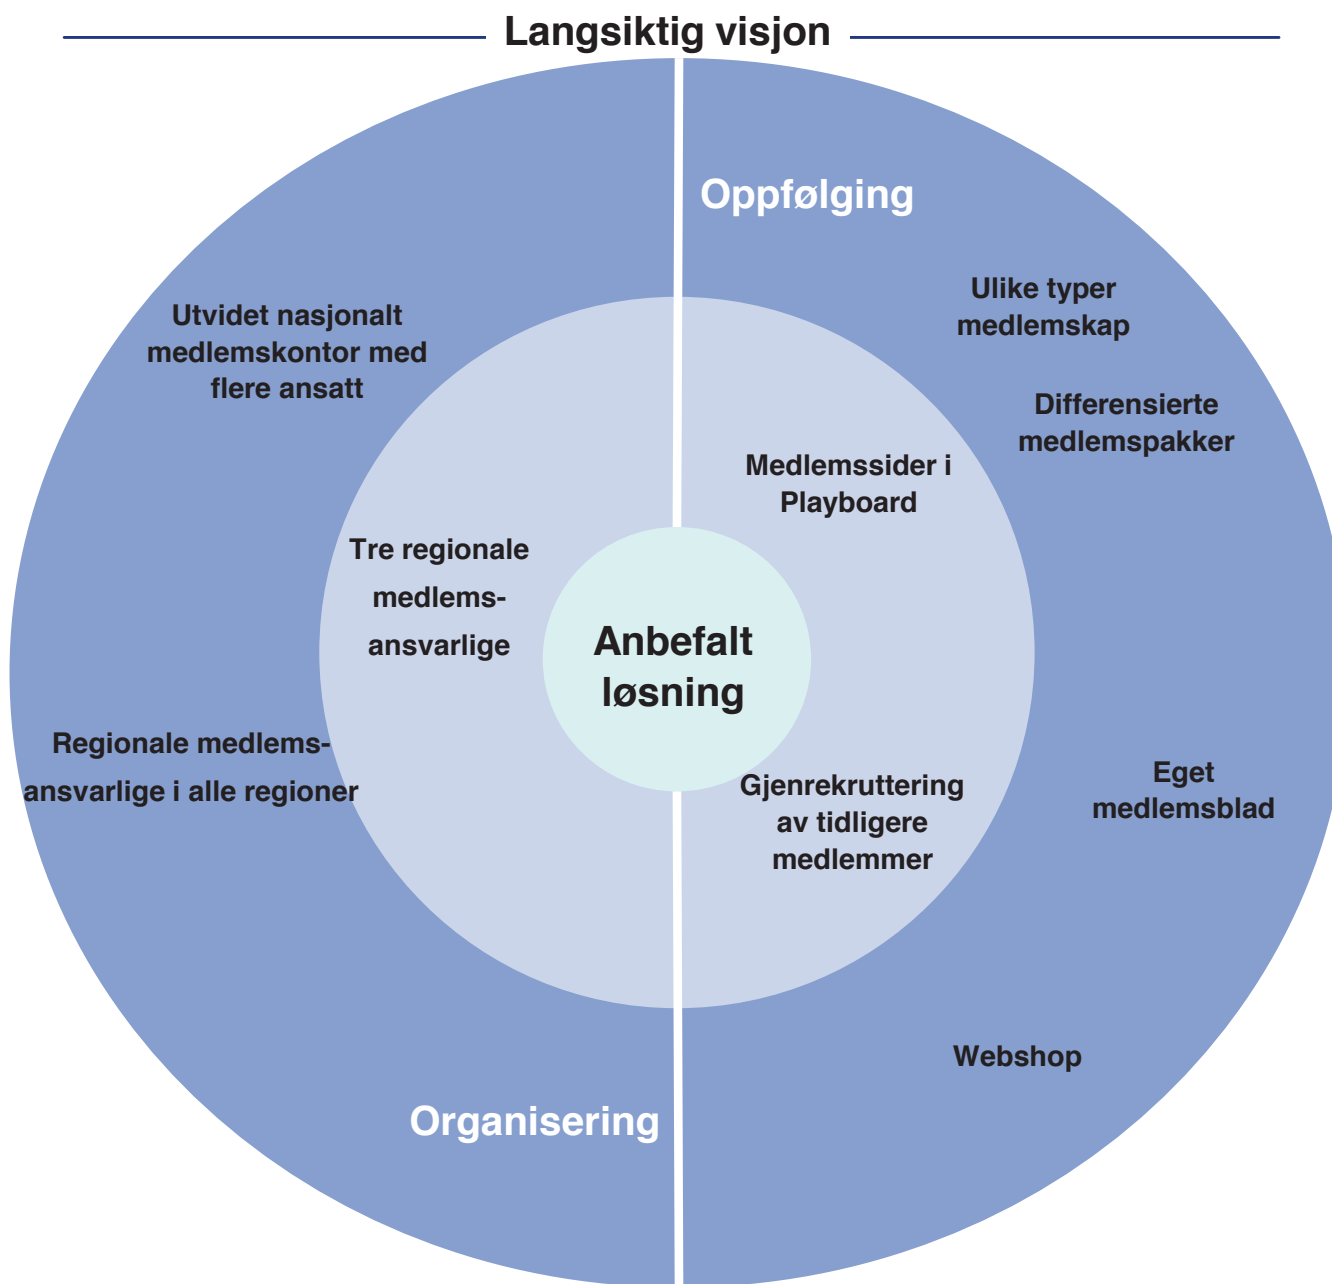 Langsiktig visjon
Oppfølging
Ulike typer
medlemskap
Utvidet nasjonalt
medlemskontor med
flere ansatt
Differensierte
medlemspakker
Medlemssider i
Playboard
Tre regionale
medlems-
ansvarlige
Anbefalt
løsning
Regionale medlems-
ansvarlige i alle regioner
Eget
medlemsblad
Gjenrekruttering
av tidligere
medlemmer
Webshop
Organisering